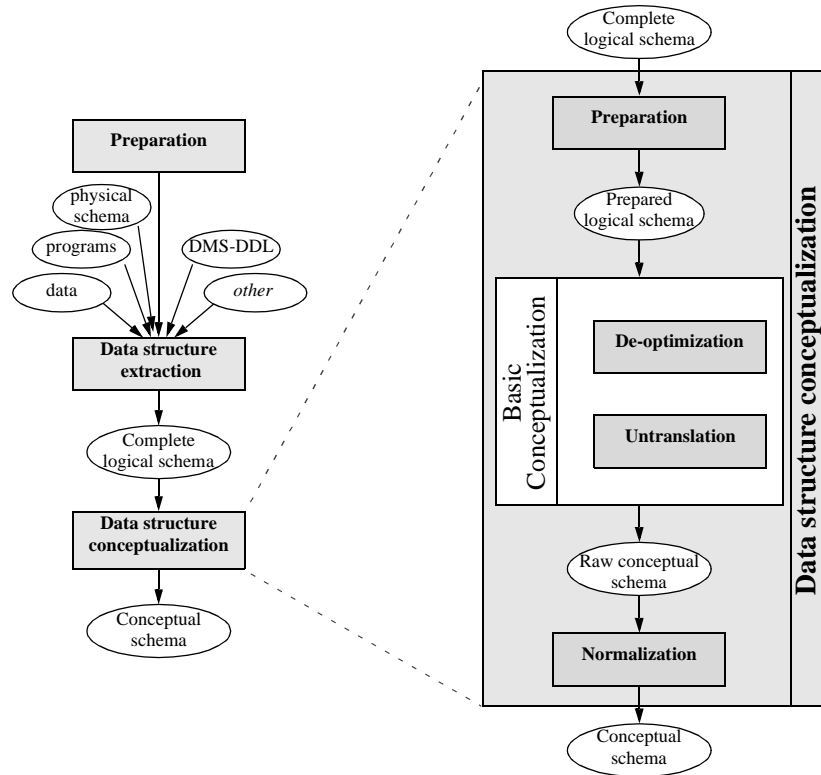 Preparation
physical
schema
programs
DMS-DDL
data
other
Data structure
extraction
Complete
logical schema
Data structure
conceptualization
Conceptual
schema
Complete
logical schema
Preparation
Prepared
logical schema
Basic
Conceptualization
De-optimization
Untranslation
Raw conceptual
schema
Normalization
Conceptual
schema
Data structure conceptualization